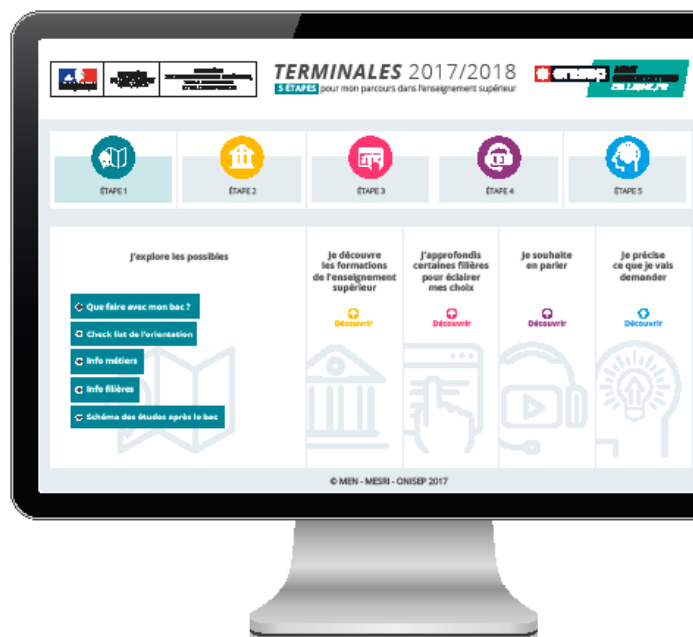 TERMINALES 2017/2018
5 ÉTAPES pour mon parcours dans l'enseignement supérieur
onisep
ÉTAPE 1
ÉTAPE 2
ÉTAPE 3
ÉTAPE 4
ÉTAPE 5
J'explore les possibles
Que faire avec mon bac ?
Check list de l'orientation
Info métiers
Info filières
Schéma des études après le bac
Je découvre
les formations
de l'enseignement
supérieur
Découvrir
J'approfondis
certaines filières
pour éclairer
mes choix
Découvrir
Je souhaite
en parler
Découvrir
Je précise
ce que je vais
demander
Découvrir
© MEN - MESRI - ONISEP 2017